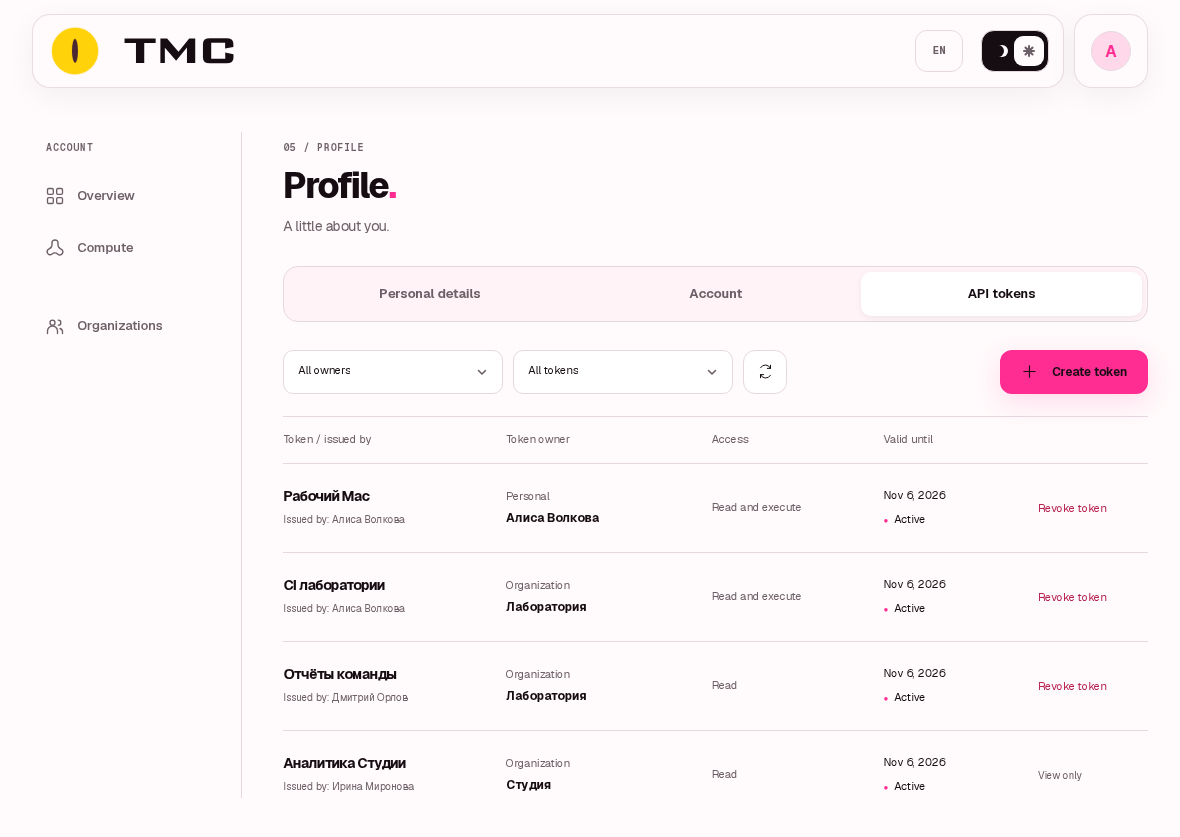 TMC
EN
A
ACCOUNT
Overview
Compute
Organizations
05 / PROFILE
Profile.
A little about you.
Personal details
Account
API tokens
All owners
All tokens
Create token
Token / issued by
Token owner
Access
Valid until
Рабочий Mac
Issued by: Алиса Волкова
Personal
Алиса Волкова
Read and execute
Nov 6, 2026
Active
Revoke token
CI лаборатории
Issued by: Алиса Волкова
Organization
Лаборатория
Read and execute
Nov 6, 2026
Active
Revoke token
Отчёты команды
Issued by: Дмитрий Орлов
Organization
Лаборатория
Read
Nov 6, 2026
Active
Revoke token
Аналитика Студии
Issued by: Ирина Миронова
Organization
Студия
Read
Nov 6, 2026
Active
View only